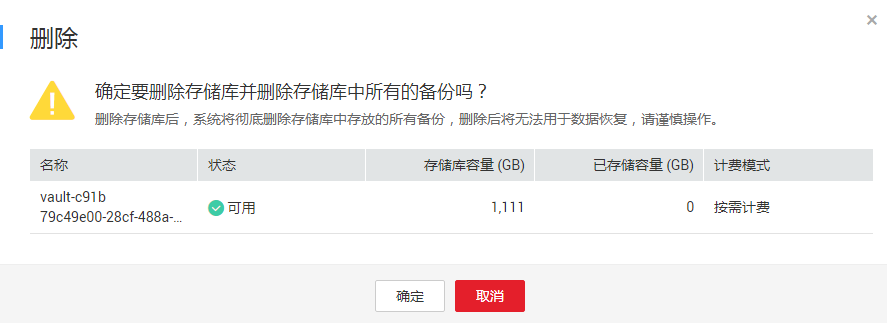 删除
确定要删除存储库并删除存储库中所有的备份吗？
删除存储库后，系统将彻底删除存储库中存放的所有备份，删除后将无法用于数据恢复，请谨慎操作。
名称 状态 存储库容量 (GB) 已存储容量 (GB) 计费模式
vault-c91b
79c49e00-28cf-488a-... 可用 1,111 0 按需计费
确定 取消